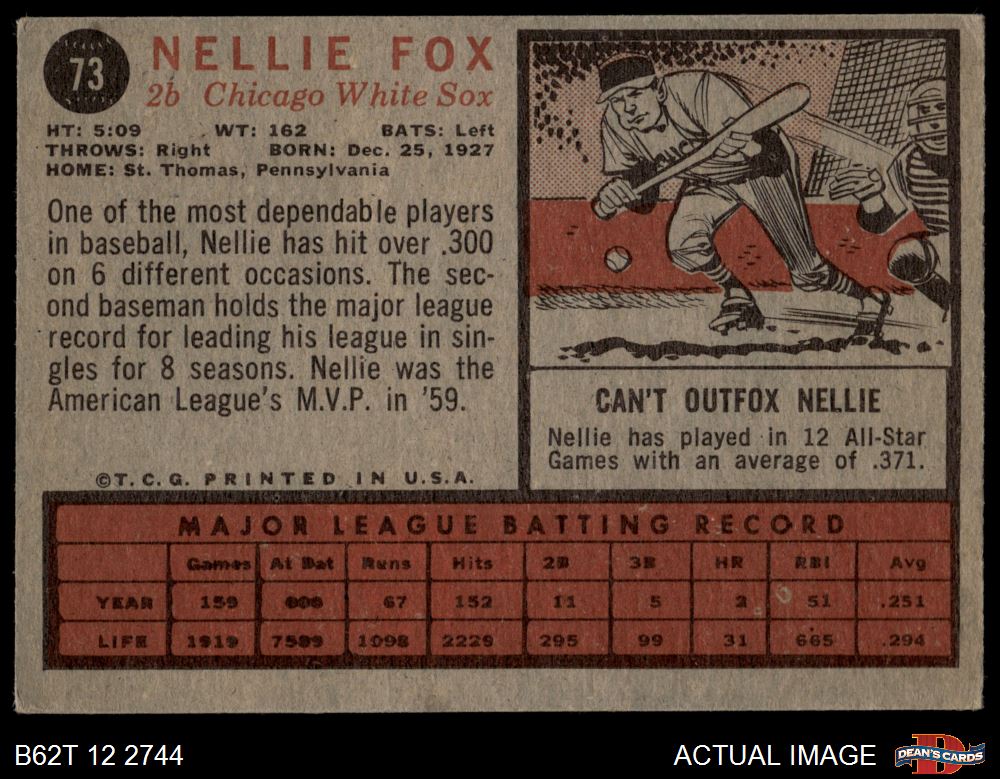 73
NELLIE FOX
2b Chicago White Sox
HT: 5:09 WT: 162 BATS: Left
THROWS: Right BORN: Dec. 25, 1927
HOME: St. Thomas, Pennsylvania
One of the most dependable players
in baseball, Nellie has hit over .300
on 6 different occasions. The sec-
ond baseman holds the major league
record for leading his league in sin-
gles for 8 seasons. Nellie was the
American League's M.V.P. in '59.
©T.C.G. PRINTED IN U.S.A.
CAN'T OUTFOX NELLIE
Nellie has played in 12 All-Star
Games with an average of .371.
MAJOR LEAGUE BATTING RECORD
Games At Bat Runs Hits 2B 3B HR RBI Avg
YEAR 159 606 67 152 11 5 2 51 .251
LIFE 1919 7589 1098 2229 295 99 31 665 .294
B62T 12 2744
ACTUAL IMAGE
DEAN'S CARDS